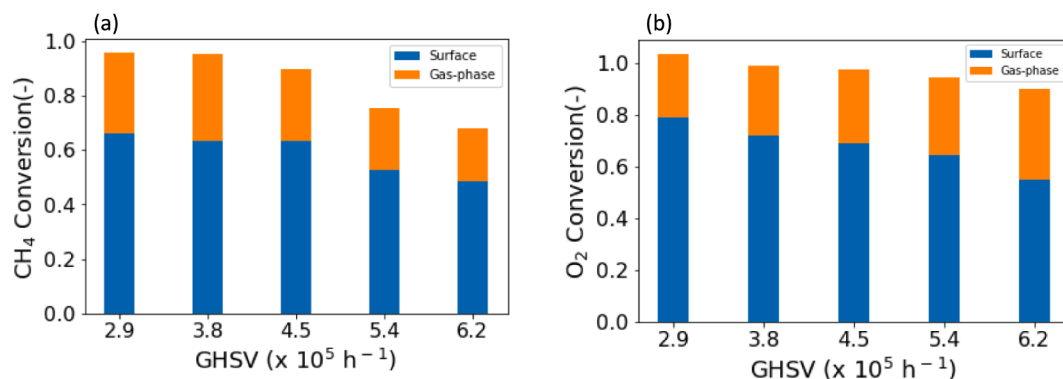 (a)
CH₄ Conversion(-)
1.0
0.8
0.6
0.4
0.2
0.0
Surface
Gas-phase
2.9 3.8 4.5 5.4 6.2
GHSV (x 10⁵ h⁻¹)
(b)
O₂ Conversion(-)
1.0
0.8
0.6
0.4
0.2
0.0
Surface
Gas-phase
2.9 3.8 4.5 5.4 6.2
GHSV (x 10⁵ h⁻¹)